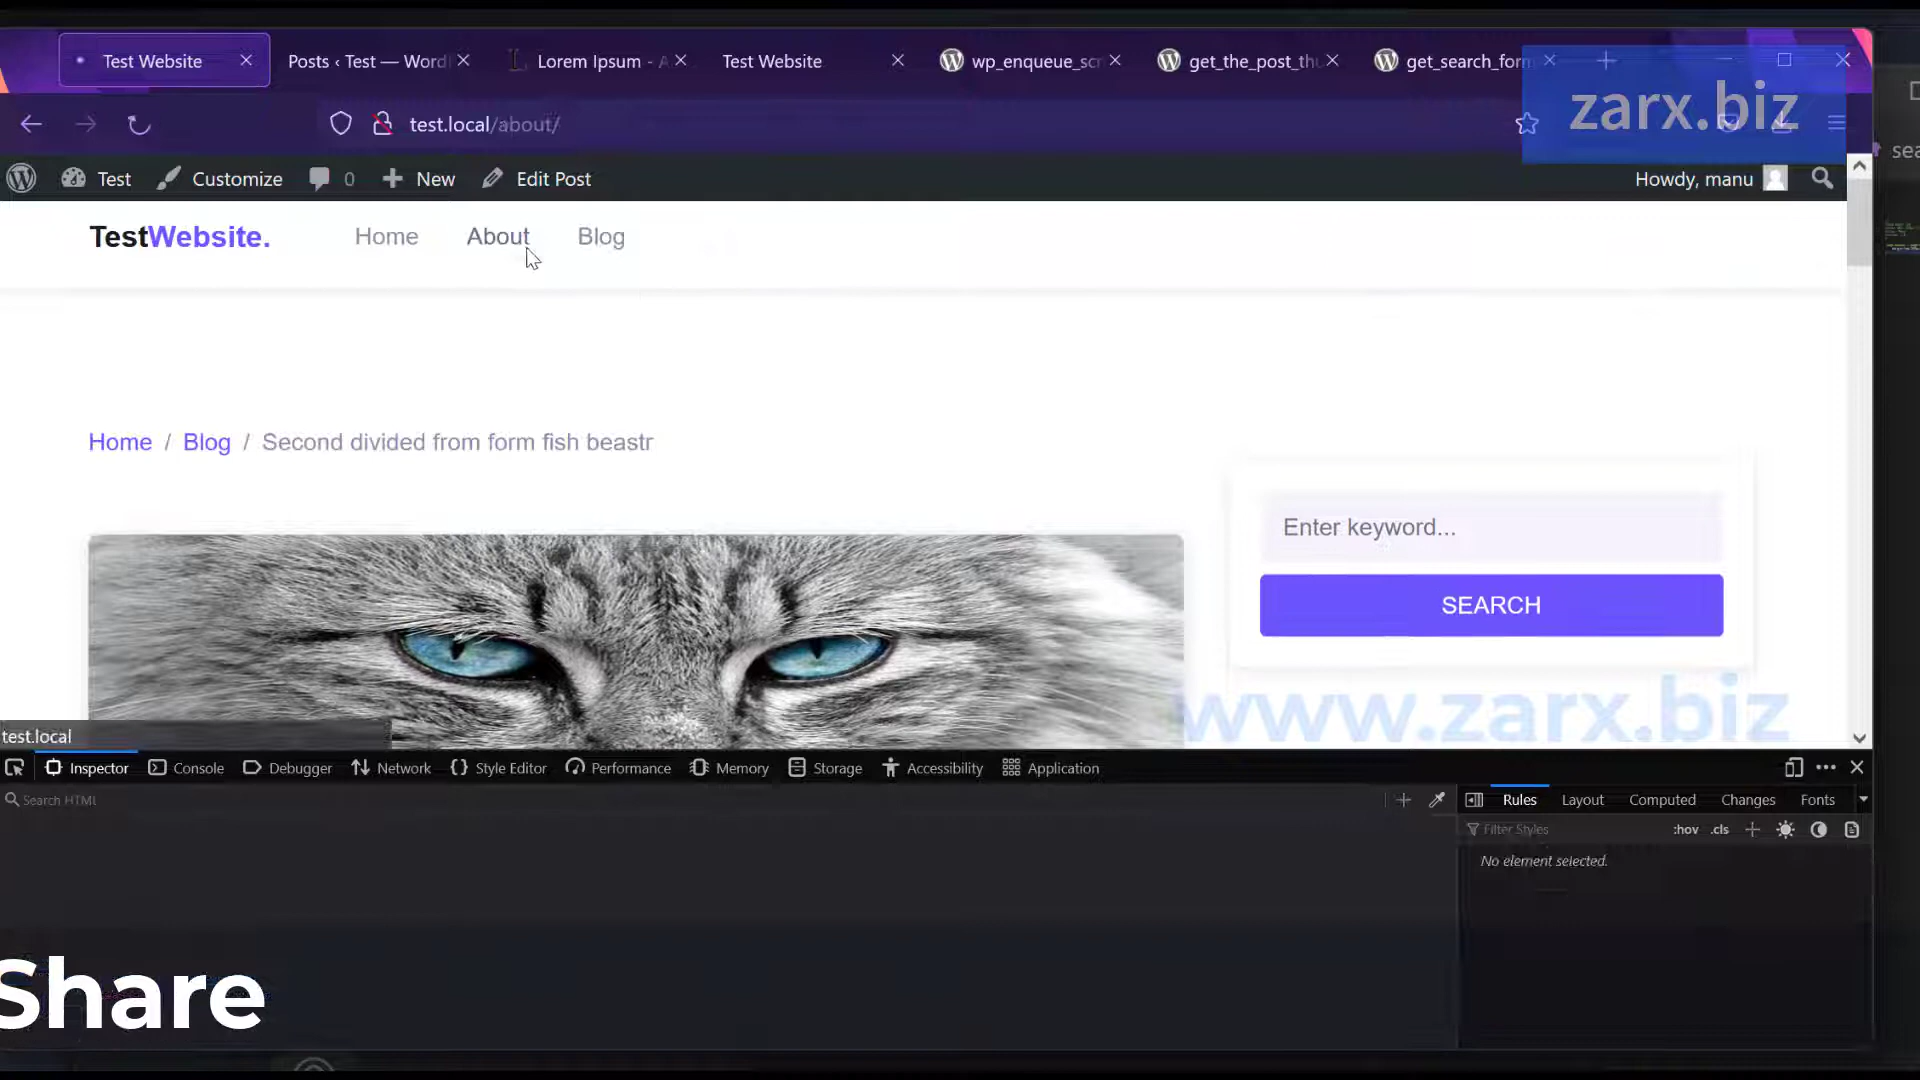 Test Website
Posts ‹ Test — Word
Lorem Ipsum - A
Test Website
wp_enqueue_scr
get_the_post_thu
get_search_form
zarx.biz
test.local/about/
sea
Test
Customize
0
New
Edit Post
Howdy, manu
TestWebsite.
Home
About
Blog
Home / Blog / Second divided from form fish beastr
Enter keyword...
SEARCH
www.zarx.biz
test.local
Inspector
Console
Debugger
Network
Style Editor
Performance
Memory
Storage
Accessibility
Application
Search HTML
Rules
Layout
Computed
Changes
Fonts
Filter Styles
:hov
.cls
No element selected.
Share